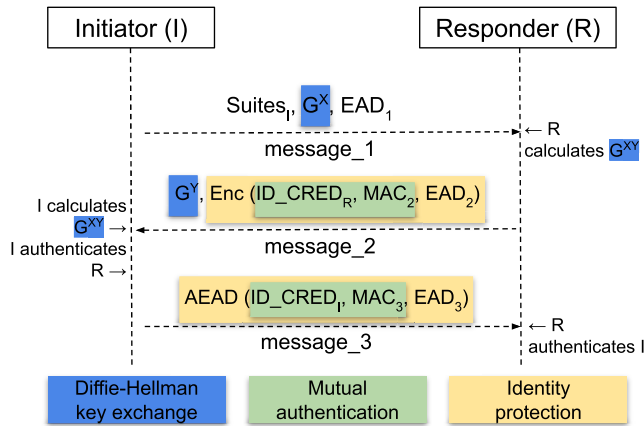 Initiator (I)
Responder (R)
Suites_I, G^X, EAD_1
message_1
← R
calculates G^XY
G^Y, Enc (ID_CRED_R, MAC_2, EAD_2)
message_2
I calculates
G^XY →
I authenticates
R →
AEAD (ID_CRED_I, MAC_3, EAD_3)
message_3
← R
authenticates I
Diffie-Hellman
key exchange
Mutual
authentication
Identity
protection